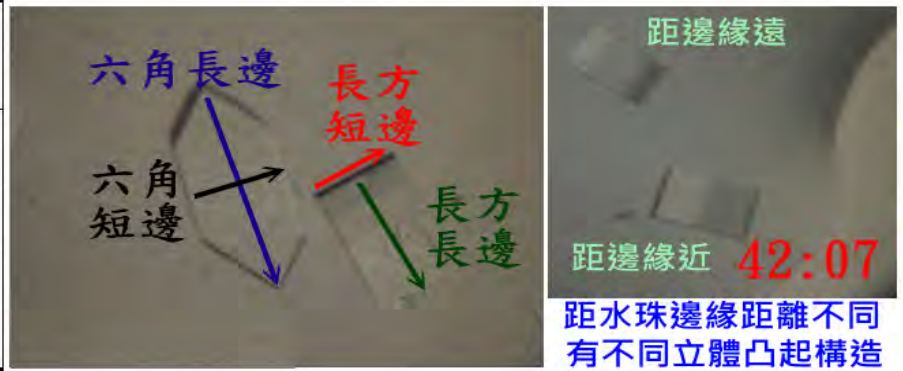 六角長邊
長方
短邊
六角
短邊
長方
長邊
距邊緣遠
距邊緣近
42:07
距水珠邊緣距離不同
有不同立體凸起構造